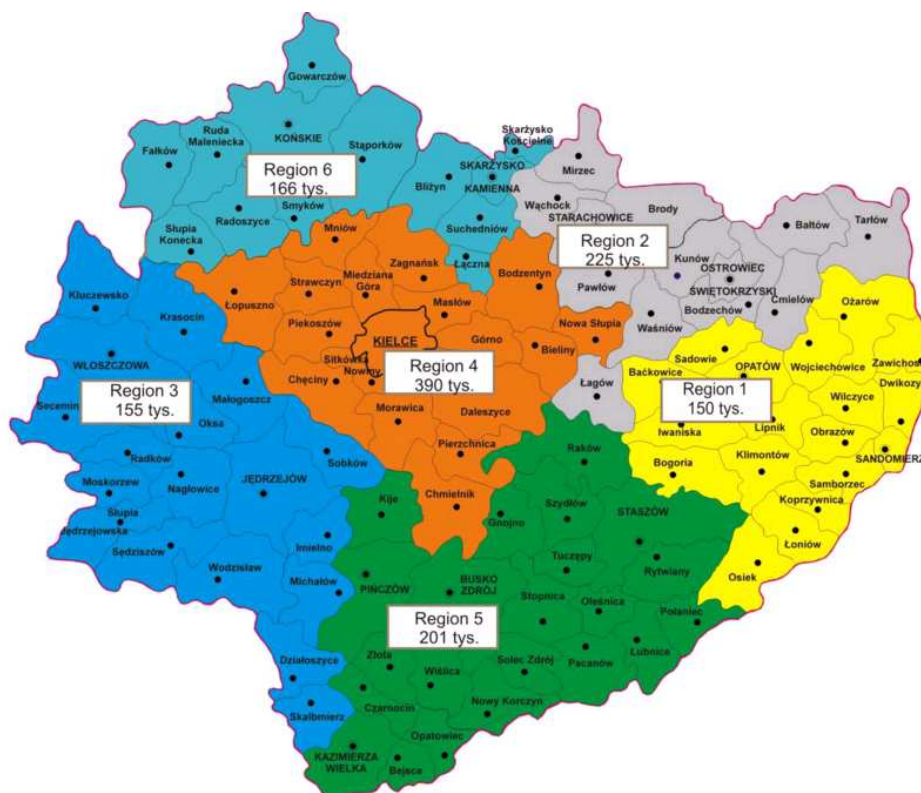 Gowarczów
KOŃSKIE
Ruda
Maleniecka
Fałków
Stąporków
Region 6
166 tys.
Radoszyce
Smyków
Słupia
Konecka
Skarżysko
Kościelne
SKARŻYSKO
KAMIENNA
Bliżyn
Suchedniów
Łączna
Mirzec
Wąchock
STARACHOWICE
Brody
Region 2
225 tys.
Pawłów
Kunów
OSTROWIEC
ŚWIĘTOKRZYSKI
Bodzechów
Waśniów
Ćmielów
Bałtów
Tarłów
Łagów
Mniów
Zagnańsk
Bodzentyn
Strawczyn
Miedziana
Góra
Łopuszno
Masłów
Piekoszów
KIELCE
Sitkówka
Nowiny
Górno
Bieliny
Nowa Słupia
Region 4
390 tys.
Chęciny
Morawica
Daleszyce
Pierzchnica
Chmielnik
Kluczewsko
Krasocin
WŁOSZCZOWA
Region 3
155 tys.
Małogoszcz
Secemin
Oksa
Radków
Moskorzew
Nagłowice
JĘDRZEJÓW
Sobków
Słupia
Jędrzejowska
Sędziszów
Imielno
Wodzisław
Michałów
Działoszyce
Skalbmierz
Ożarów
Sadowie
OPATÓW
Wojciechowice
Zawichost
Baćkowice
Dwikozy
Region 1
150 tys.
Wilczyce
Iwaniska
Lipnik
Obrazów
SANDOMIERZ
Bogoria
Klimontów
Samborzec
Koprzywnica
Łoniów
Osiek
Raków
Kije
Szydłów
Gnojno
STASZÓW
Tuczępy
Rytwiany
PIŃCZÓW
BUSKO
ZDRÓJ
Stopnica
Oleśnica
Połaniec
Region 5
201 tys.
Łubnice
Pacanów
Solec Zdrój
Złota
Wiślica
Czarnocin
Nowy Korczyn
Opatowiec
KAZIMIERZA
WIELKA
Bejsce